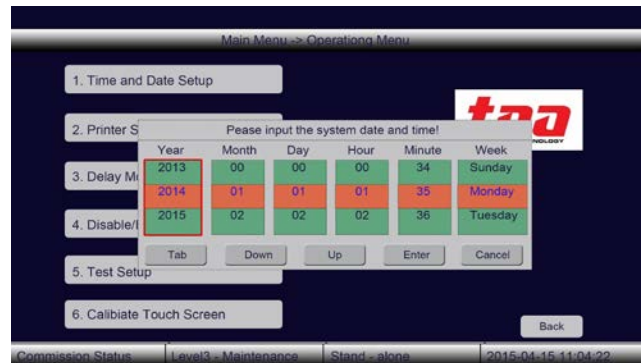 Main Menu -> Operationg Menu
1. Time and Date Setup
2. Printer S
Pease input the system date and time!
Year Month Day Hour Minute Week
2013 00 00 00 34 Sunday
3. Delay Mo
2014 01 01 01 35 Monday
2015 02 02 02 36 Tuesday
4. Disable/
Tab Down Up Enter Cancel
5. Test Setup
6. Calibiate Touch Screen
Back
Commission Status Level3 - Maintenance Stand - alone 2015-04-15 11:04:22